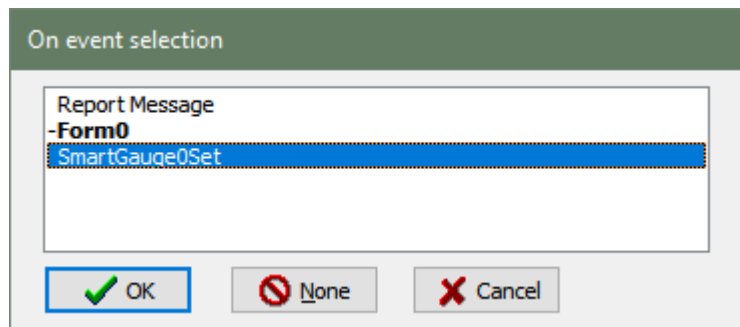 On event selection
Report Message
-Form0
SmartGauge0Set
OK
None
Cancel